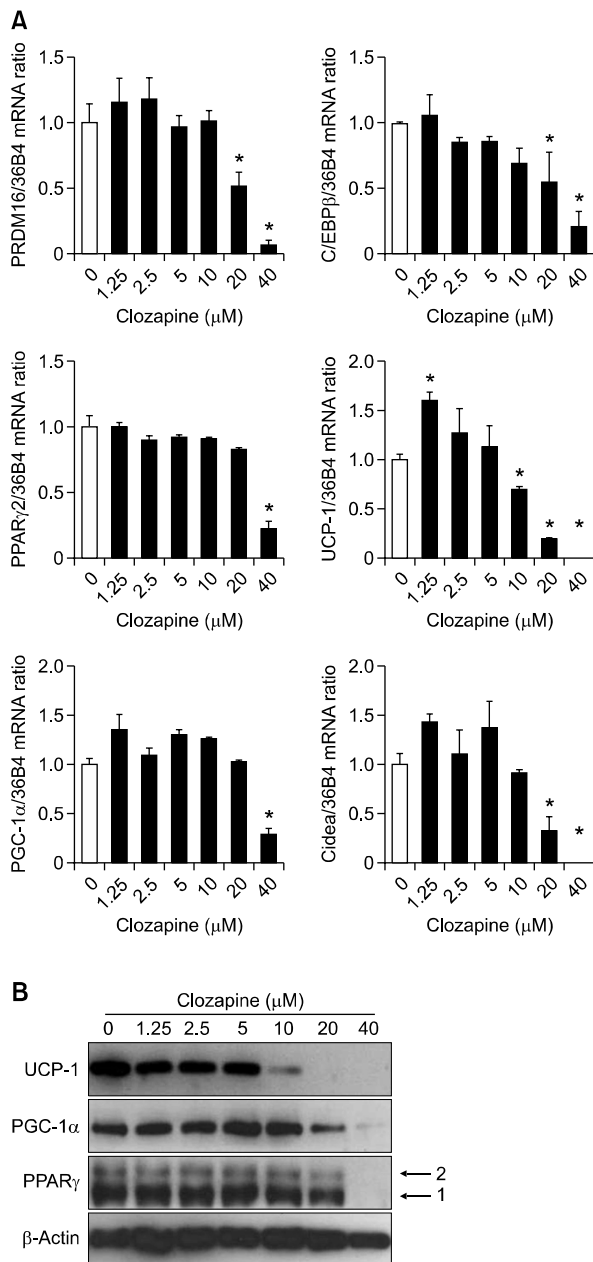 A
PRDM16/36B4 mRNA ratio
1.5
1.0
0.5
0
*
*
0 1.25 2.5 5 10 20 40
Clozapine (μM)
C/EBPβ/36B4 mRNA ratio
1.5
1.0
0.5
0
*
*
0 1.25 2.5 5 10 20 40
Clozapine (μM)
PPARγ2/36B4 mRNA ratio
1.5
1.0
0.5
0
*
0 1.25 2.5 5 10 20 40
Clozapine (μM)
UCP-1/36B4 mRNA ratio
2.0
1.5
1.0
0.5
0
*
*
*
*
0 1.25 2.5 5 10 20 40
Clozapine (μM)
PGC-1α/36B4 mRNA ratio
2.0
1.5
1.0
0.5
0
*
0 1.25 2.5 5 10 20 40
Clozapine (μM)
Cidea/36B4 mRNA ratio
2.0
1.5
1.0
0.5
0
*
*
0 1.25 2.5 5 10 20 40
Clozapine (μM)
B
Clozapine (μM)
0 1.25 2.5 5 10 20 40
UCP-1
PGC-1α
PPARγ
2
1
β-Actin